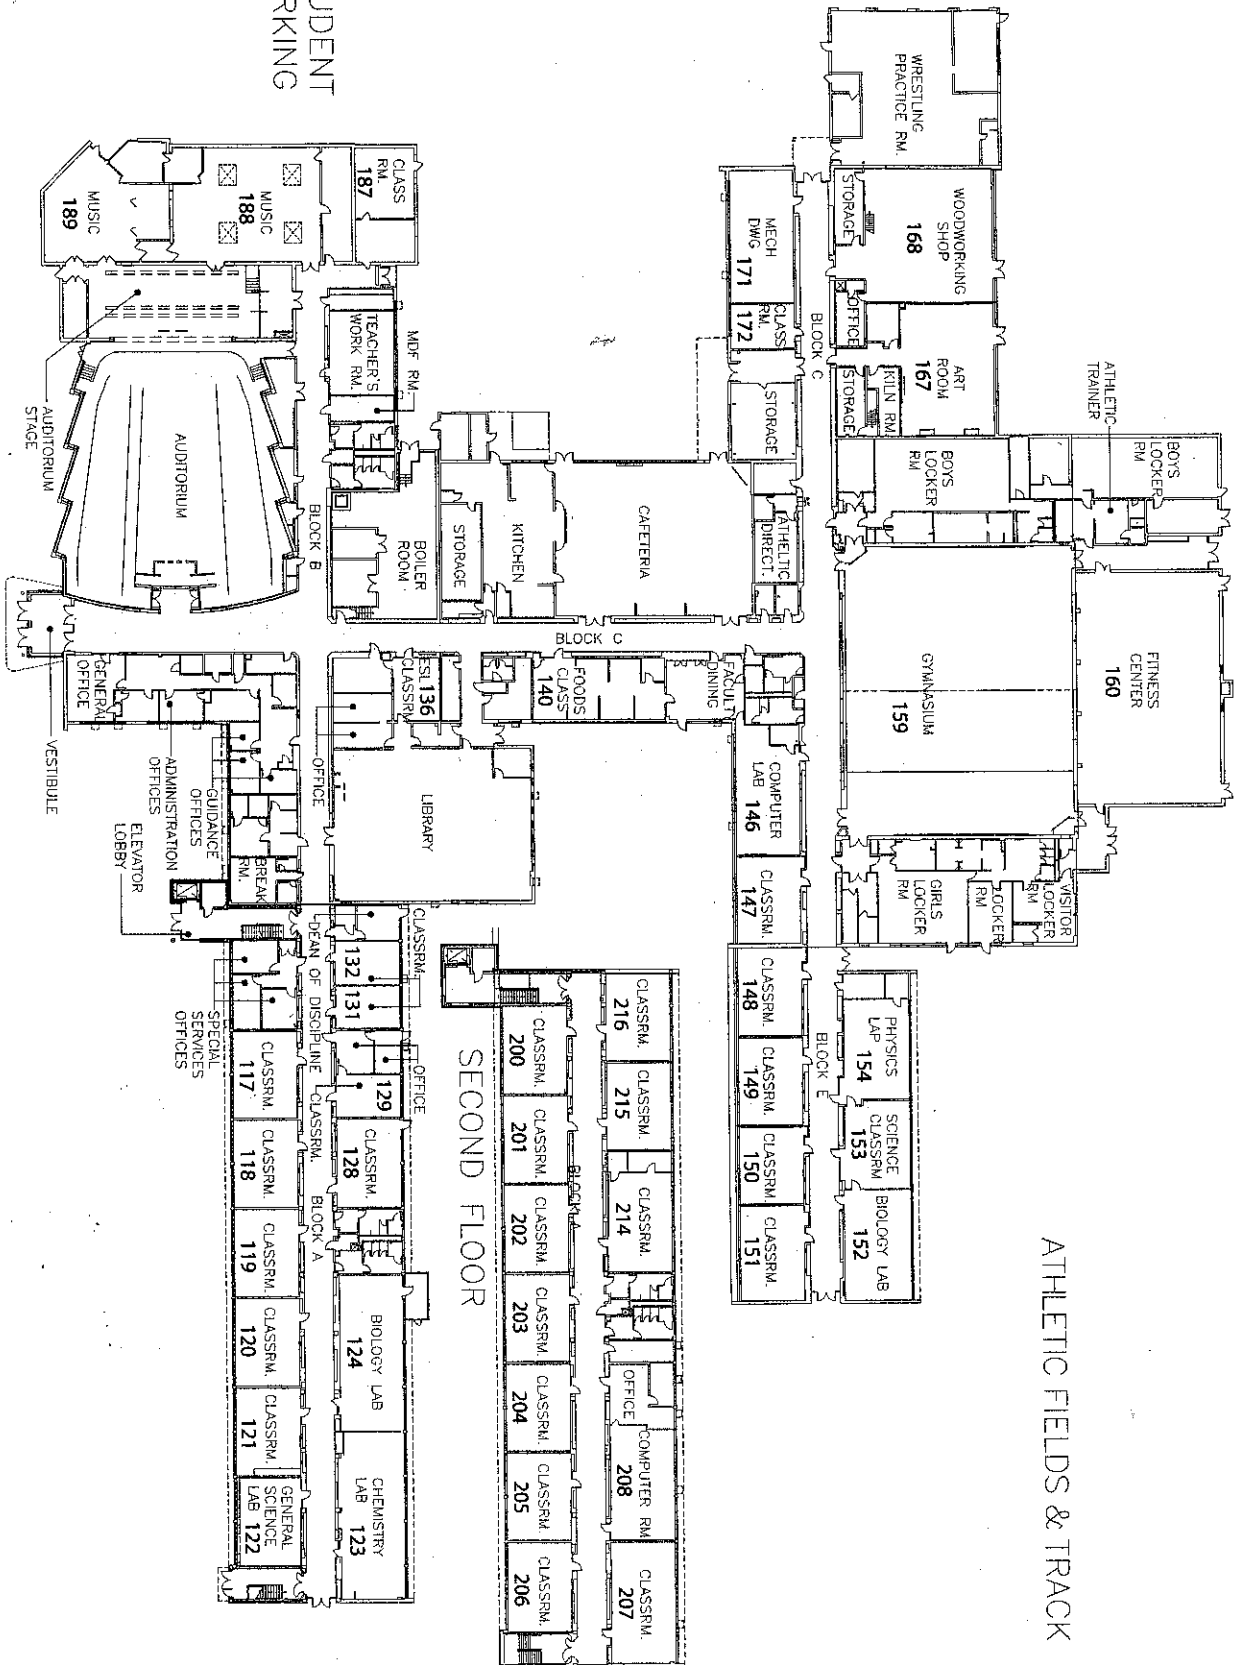 STUDENT
PARKING
WRESTLING
PRACTICE RM.
STORAGE
WOODWORKING
SHOP
168
OFFICE
ART
ROOM
167
KILN RM
STORAGE
ATHLETIC
TRAINER
BOYS
LOCKER
RM
BOYS
LOCKER
RM
FITNESS
CENTER
160
GYMNASIUM
159
GIRLS
LOCKER
RM
LOCKER
RM
VISITOR
LOCKER
RM
MECH
DWG 171
CLASS
RM.
172
STORAGE
BLOCK C
ATHELTIC
DIRECT.
CAFETERIA
KITCHEN
STORAGE
BOILER
ROOM
BLOCK C
CLASS
RM.
187
MUSIC
188
MUSIC
189
TEACHER'S
WORK RM.
MDF RM.
AUDITORIUM
STAGE
AUDITORIUM
BLOCK B
VESTIBULE
GENERAL
OFFICE
ADMINISTRATION
OFFICES
GUIDANCE
OFFICES
OFFICE
ESL 136
CLASSRM
FOODS
CLASS
140
FACULT
DINING
LIBRARY
COMPUTER
LAB 146
CLASSRM.
147
CLASSRM.
148
CLASSRM.
149
CLASSRM.
150
CLASSRM.
151
BLOCK E
PHYSICS
LAP
154
SCIENCE
CLASSRM
153
BIOLOGY LAB
152
BREAK
RM.
ELEVATOR
LOBBY
SPECIAL
SERVICES
OFFICES
CLASSRM.
132
131
DEAN OF DISCIPLINE
OFFICE
129
CLASSRM.
CLASSRM.
128
CLASSRM.
117
CLASSRM.
118
CLASSRM.
119
CLASSRM.
120
CLASSRM.
121
GENERAL
SCIENCE
LAB 122
BLOCK A
BIOLOGY LAB
124
CHEMISTRY
LAB 123
SECOND FLOOR
CLASSRM.
216
CLASSRM.
215
CLASSRM.
214
OFFICE
COMPUTER RM
208
CLASSRM.
207
BLOCK A
CLASSRM.
200
CLASSRM.
201
CLASSRM.
202
CLASSRM.
203
CLASSRM.
204
CLASSRM.
205
CLASSRM.
206
ATHLETIC FIELDS & TRACK